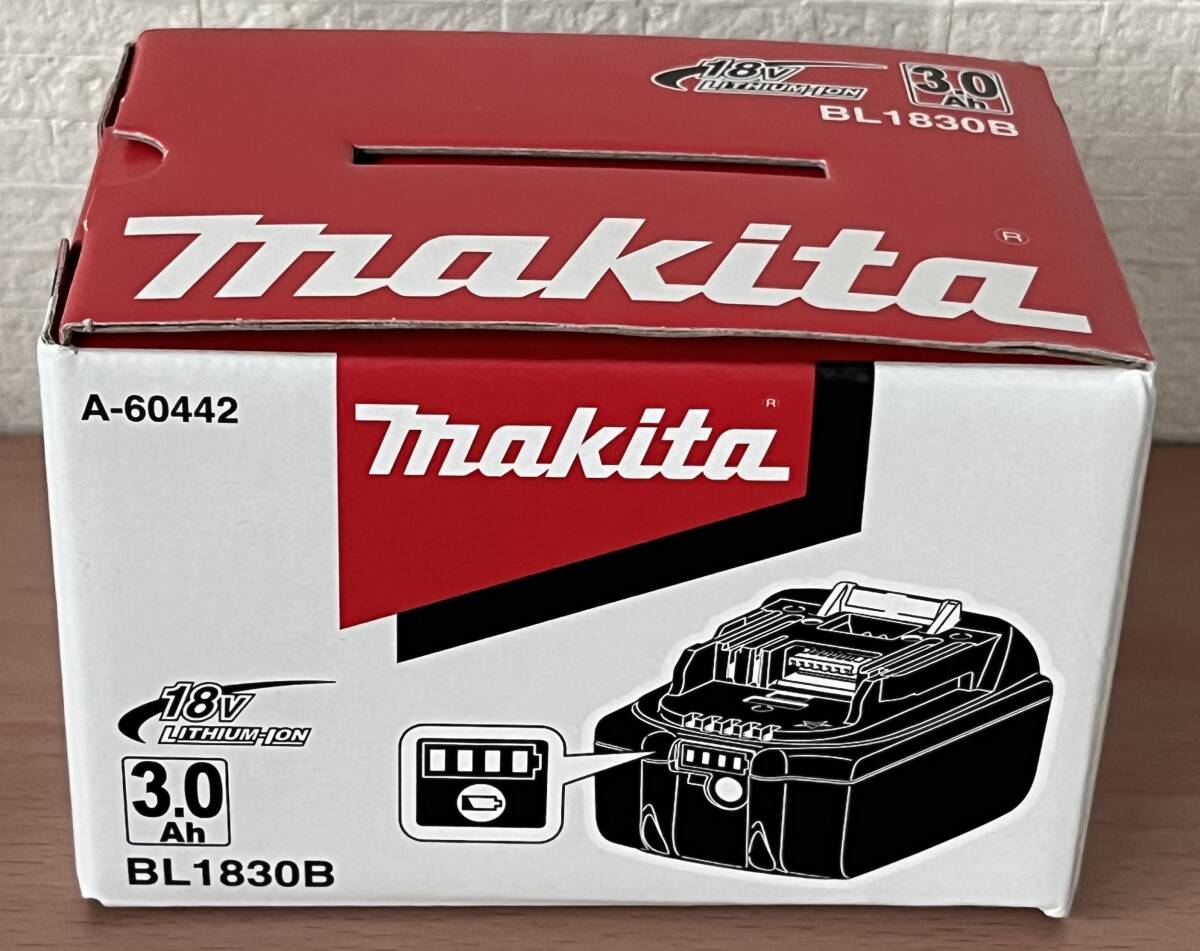 18V
LITHIUM-ION
3.0
Ah
BL1830B
makita®
A-60442
makita®
18V
LITHIUM-ION
3.0
Ah
BL1830B